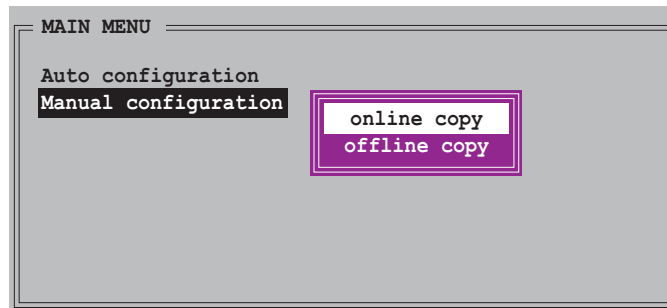 MAIN MENU
Auto configuration
Manual configuration
online copy
offline copy